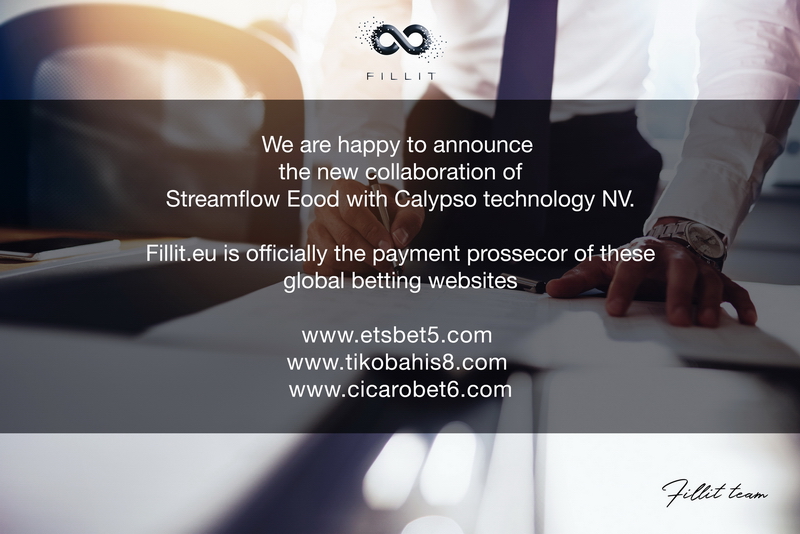 FILLIT
We are happy to announce
the new collaboration of
Streamflow Eood with Calypso technology NV.
Fillit.eu is officially the payment prossecor of these
global betting websites
www.etsbet5.com
www.tikobahis8.com
www.cicarobet6.com
Fillit team